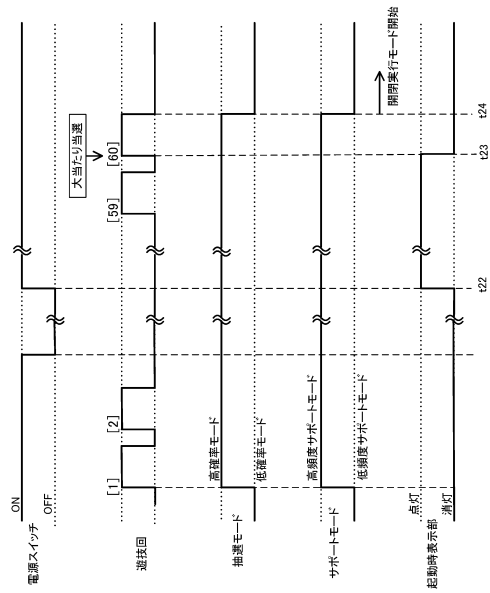 電源スイッチ
ON
OFF
遊技回
[1]
[2]
[59]
[60]
大当たり当選
抽選モード
高確率モード
低確率モード
サポートモード
高頻度サポートモード
低頻度サポートモード
開閉実行モード開始
起動時表示部
点灯
消灯
t22
t23
t24